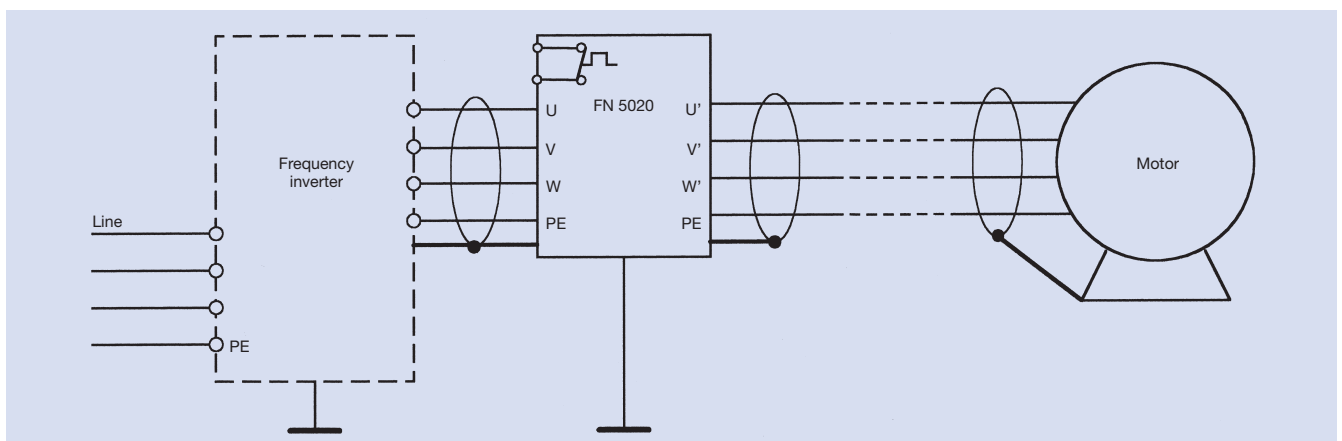 Line
PE
Frequency
inverter
FN 5020
U
V
W
PE
U'
V'
W'
PE
Motor